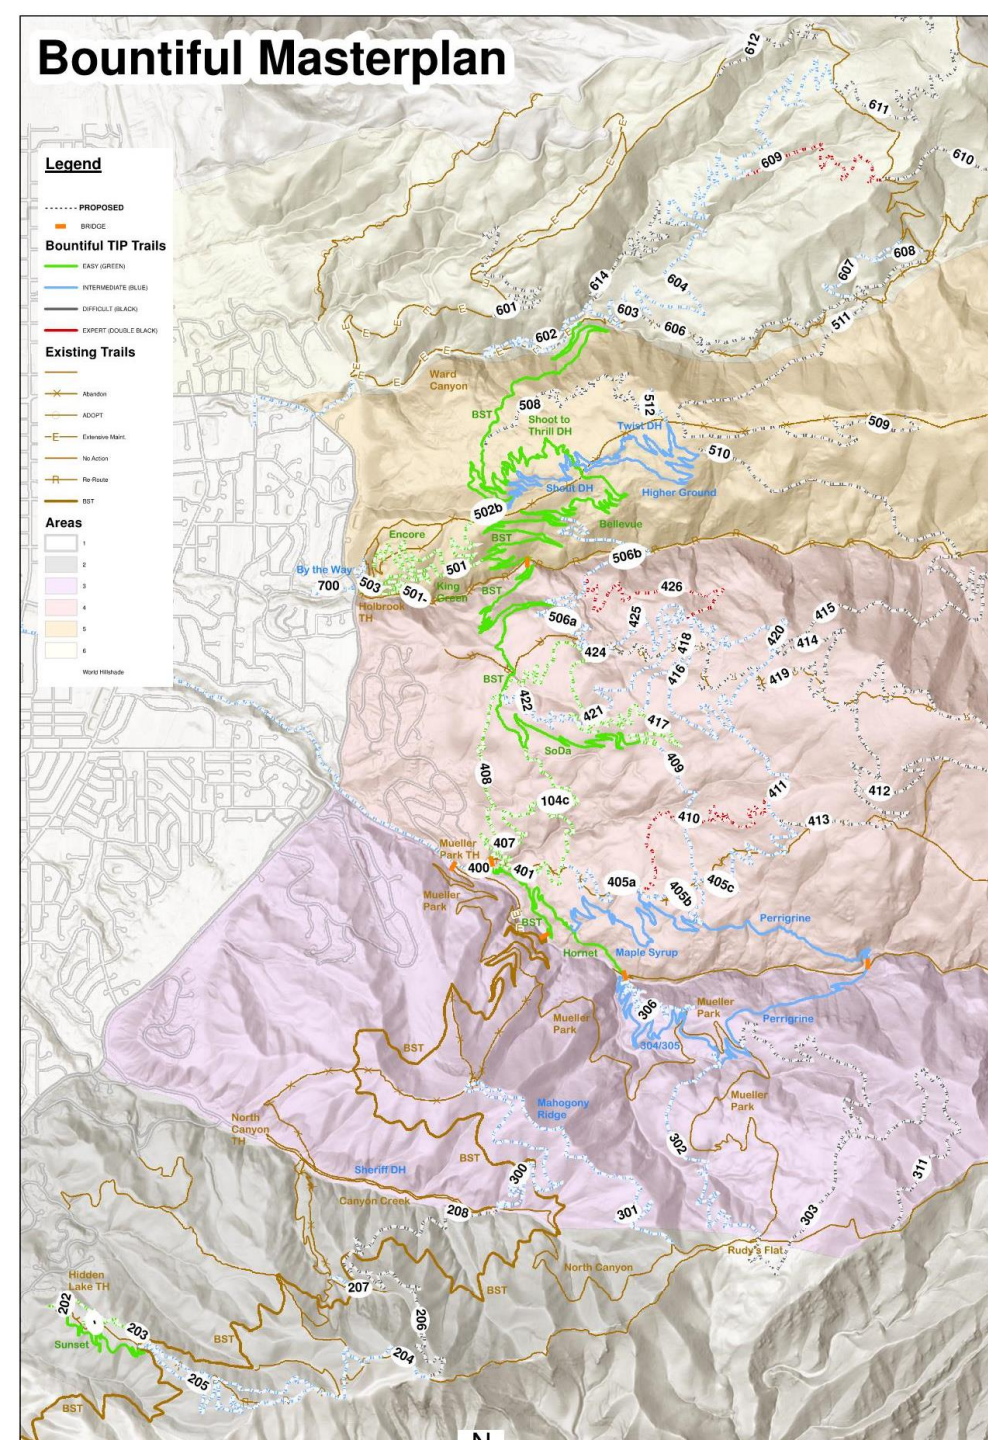 Bountiful Masterplan
Legend
PROPOSED
BRIDGE
Bountiful TIP Trails
EASY (GREEN)
INTERMEDIATE (BLUE)
DIFFICULT (BLACK)
EXPERT (DOUBLE BLACK)
Existing Trails
Abandon
ADOPT
Extensive Maint.
No Action
Re-Route
BST
Areas
1
2
3
4
5
6
World Hillshade
612
611
609
610
608
607
614
604
601
603
606
511
602
Ward
Canyon
508
512
BST
Shoot to
Thrill DH
Twist DH
509
510
Shout DH
Higher Ground
502b
Bellevue
Encore
BST
506b
By the Way
501
700
503
501-
King
Green
BST
426
Holbrook
TH
506a
425
415
420
418
414
424
BST
416
419
422
421
417
SoDa
408
409
411
412
104c
410
413
407
Mueller
Park TH
400
401
405a
405b
405c
Mueller
Park
BST
Perrigrine
Hornet
Maple Syrup
306
Mueller
Park
Mueller
Park
Perrigrine
304/305
BST
Mueller
Park
Mahogony
Ridge
North
Canyon
TH
302
BST
Sheriff DH
300
311
Canyon Creek
208
301
303
Rudy's Flat
North Canyon
Hidden
Lake TH
207
BST
202
203
206
BST
Sunset
204
205
BST
N